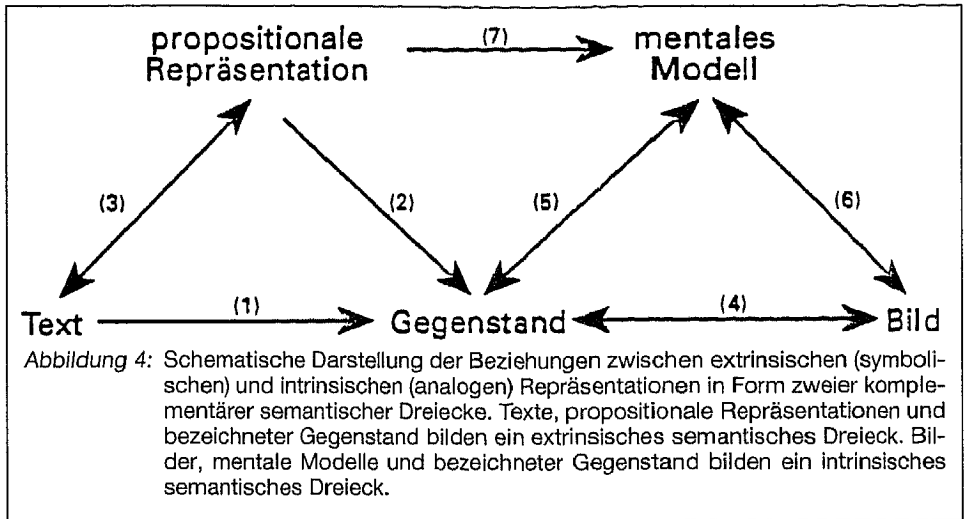 propositionale
Repräsentation
(7)
mentales
Modell
(3)
(2)
(5)
(6)
Text
(1)
Gegenstand
(4)
Bild
Abbildung 4: Schematische Darstellung der Beziehungen zwischen extrinsischen (symboli-
schen) und intrinsischen (analogen) Repräsentationen in Form zweier komple-
mentärer semantischer Dreiecke. Texte, propositionale Repräsentationen und
bezeichneter Gegenstand bilden ein extrinsisches semantisches Dreieck. Bil-
der, mentale Modelle und bezeichneter Gegenstand bilden ein intrinsisches
semantisches Dreieck.